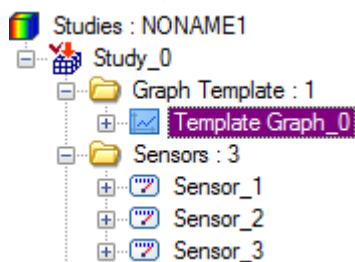 Studies : NONAME1
Study_0
Graph Template : 1
Template Graph_0
Sensors : 3
Sensor_1
Sensor_2
Sensor_3